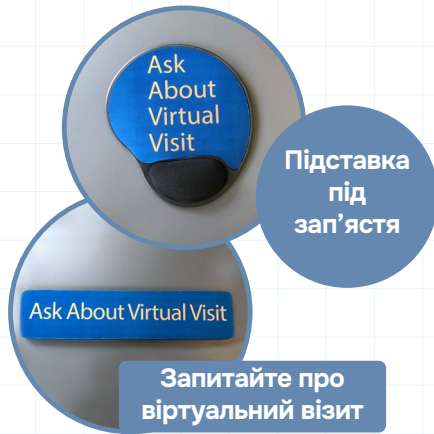 Ask
About
Virtual
Visit
Підставка
під
зап’ястя
Ask About Virtual Visit
Запитайте про
віртуальний візит